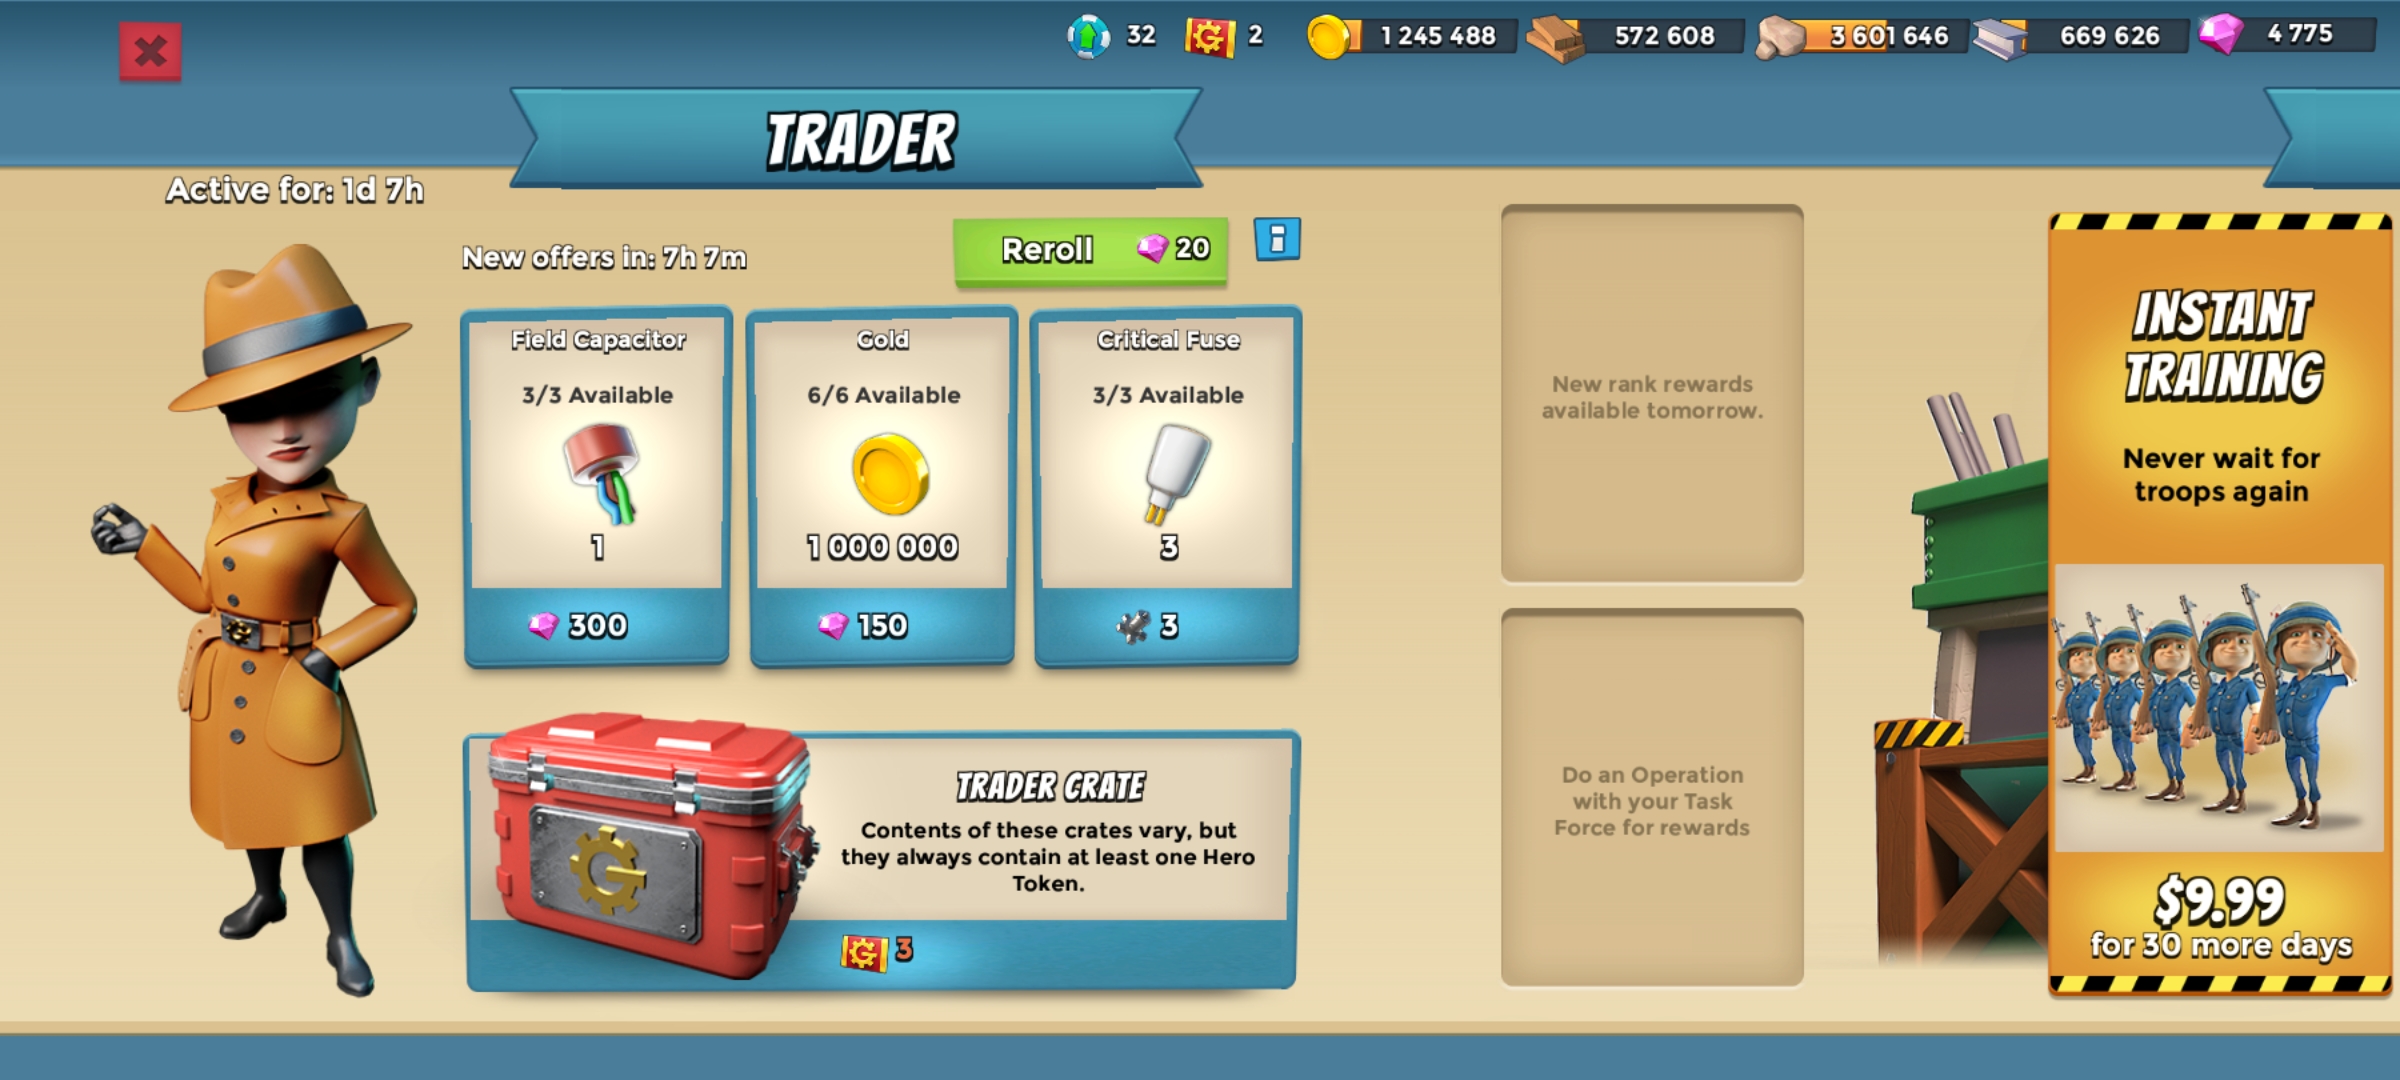 32
2
1 245 488
572 608
3 601 646
669 626
4 775
TRADER
Active for: 1d 7h
New offers in: 7h 7m
Reroll 20
i
Field Capacitor
3/3 Available
1
300
Gold
6/6 Available
1 000 000
150
Critical Fuse
3/3 Available
3
3
TRADER CRATE
Contents of these crates vary, but
they always contain at least one Hero
Token.
3
New rank rewards
available tomorrow.
Do an Operation
with your Task
Force for rewards
INSTANT
TRAINING
Never wait for
troops again
$9.99
for 30 more days